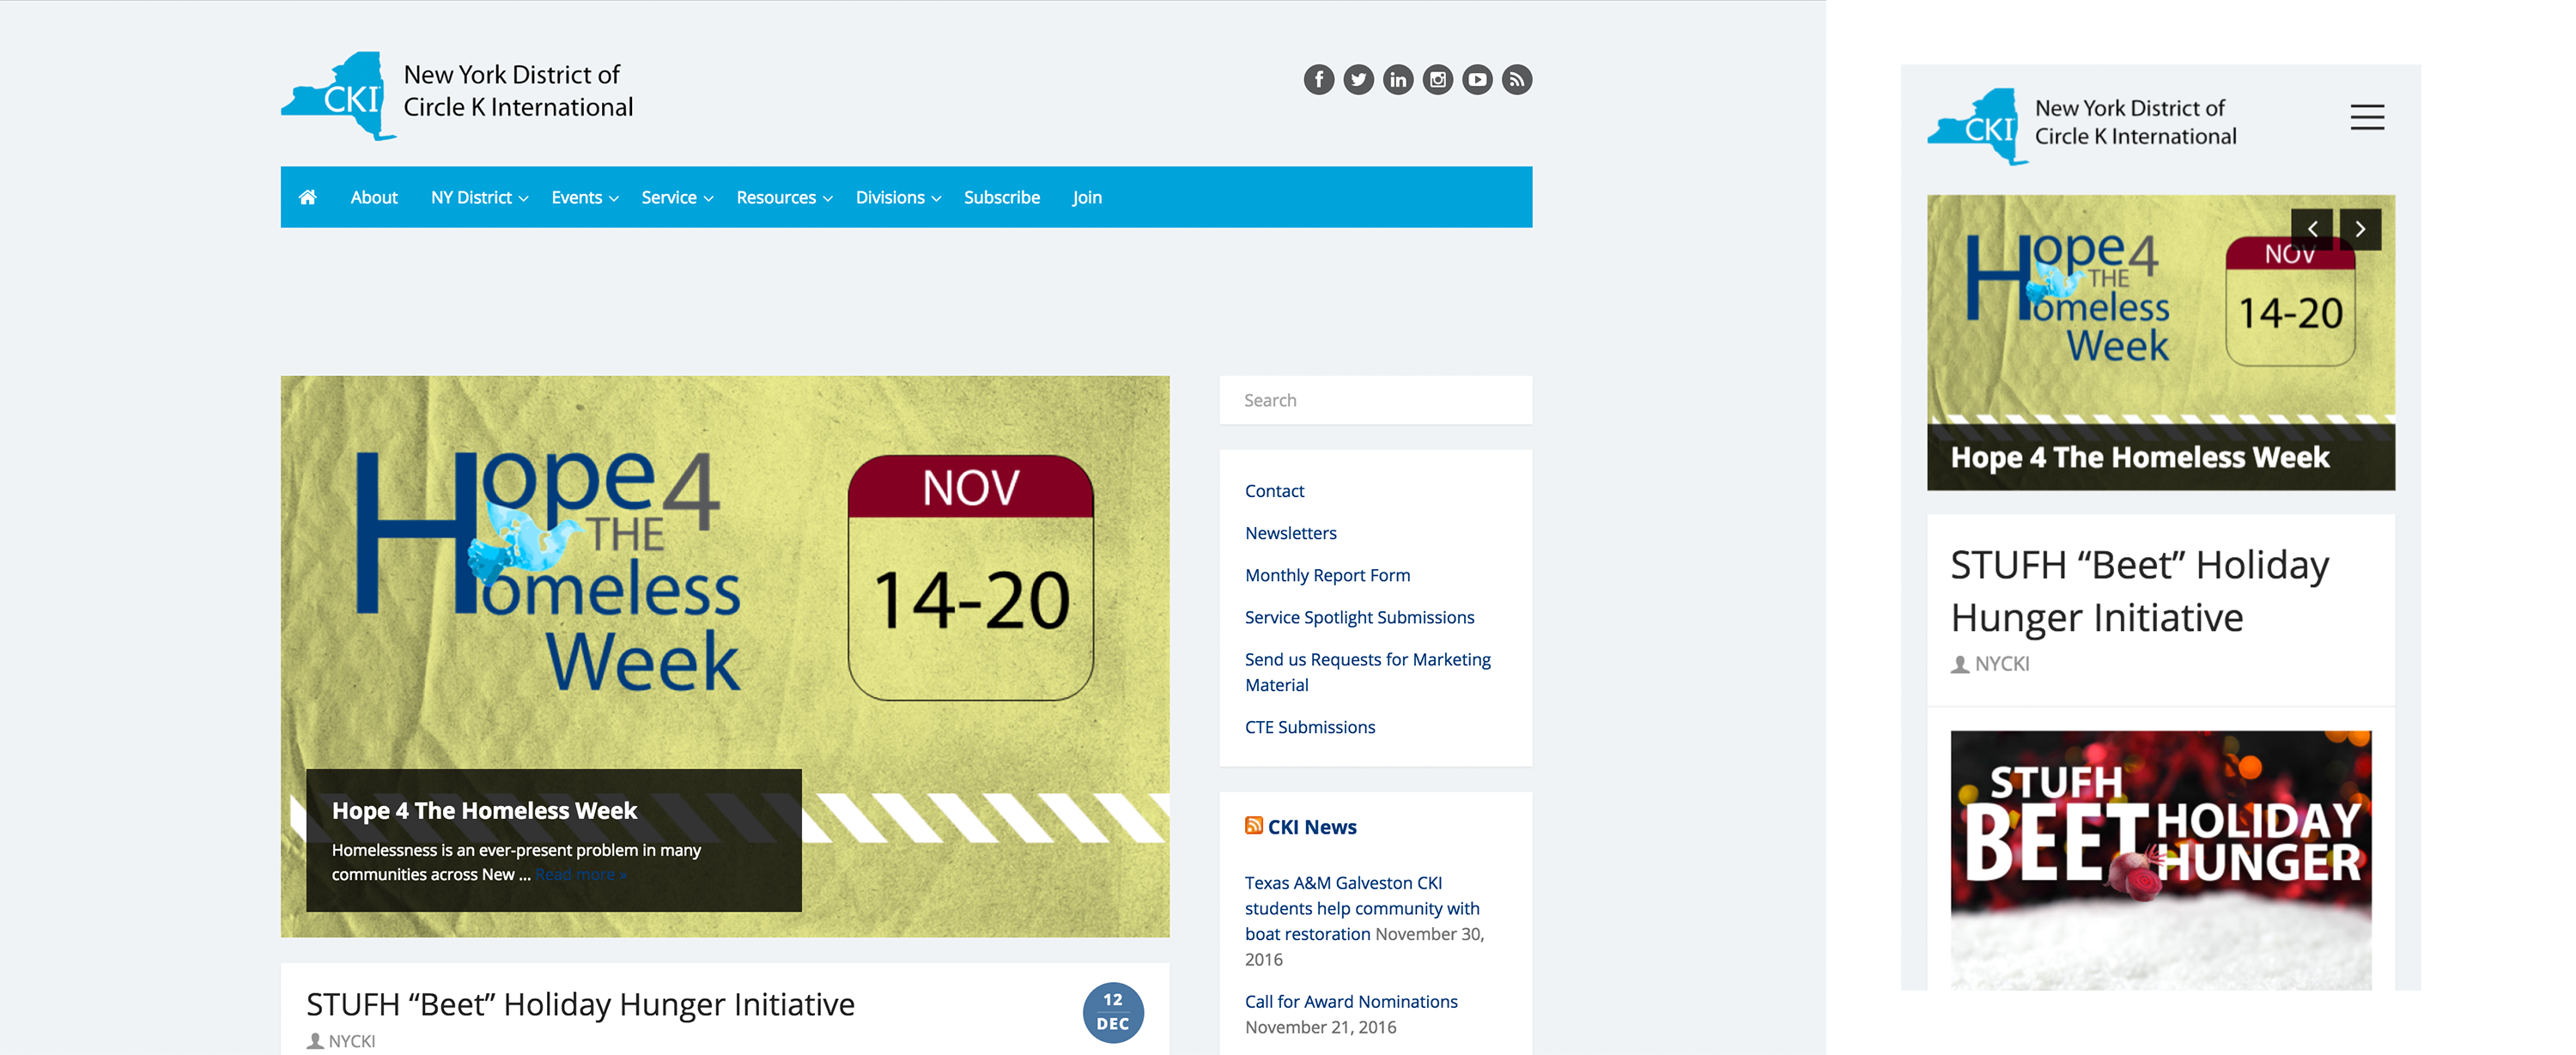 CKI
New York District of
Circle K International
About NY District Events Service Resources Divisions Subscribe Join
Hope 4
THE
Homeless
Week
NOV
14-20
Hope 4 The Homeless Week
Homelessness is an ever-present problem in many
communities across New ... Read more »
STUFH “Beet” Holiday Hunger Initiative
NYCKI
12
DEC
Search
Contact
Newsletters
Monthly Report Form
Service Spotlight Submissions
Send us Requests for Marketing
Material
CTE Submissions
CKI News
Texas A&M Galveston CKI
students help community with
boat restoration November 30,
2016
Call for Award Nominations
November 21, 2016
CKI
New York District of
Circle K International
Hope 4
THE
Homeless
Week
NOV
14-20
Hope 4 The Homeless Week
STUFH “Beet” Holiday
Hunger Initiative
NYCKI
STUFH
BEET HOLIDAY
HUNGER